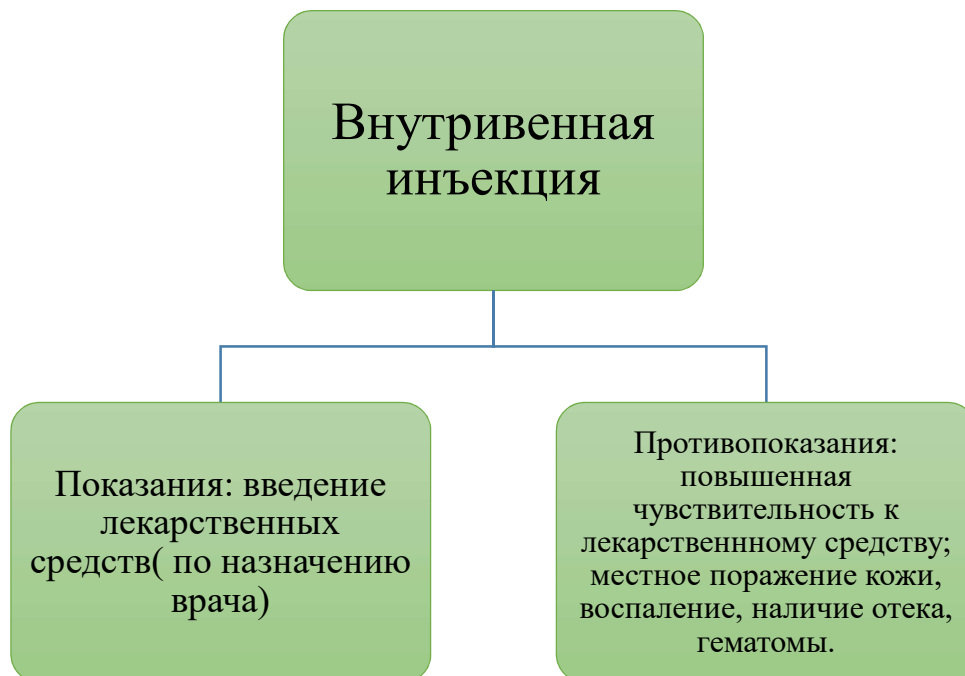 Внутривенная
инъекция
Показания: введение
лекарственных
средств( по назначению
врача)
Противопоказания:
повышенная
чувствительность к
лекарственнному средству;
местное поражение кожи,
воспаление, наличие отека,
гематомы.